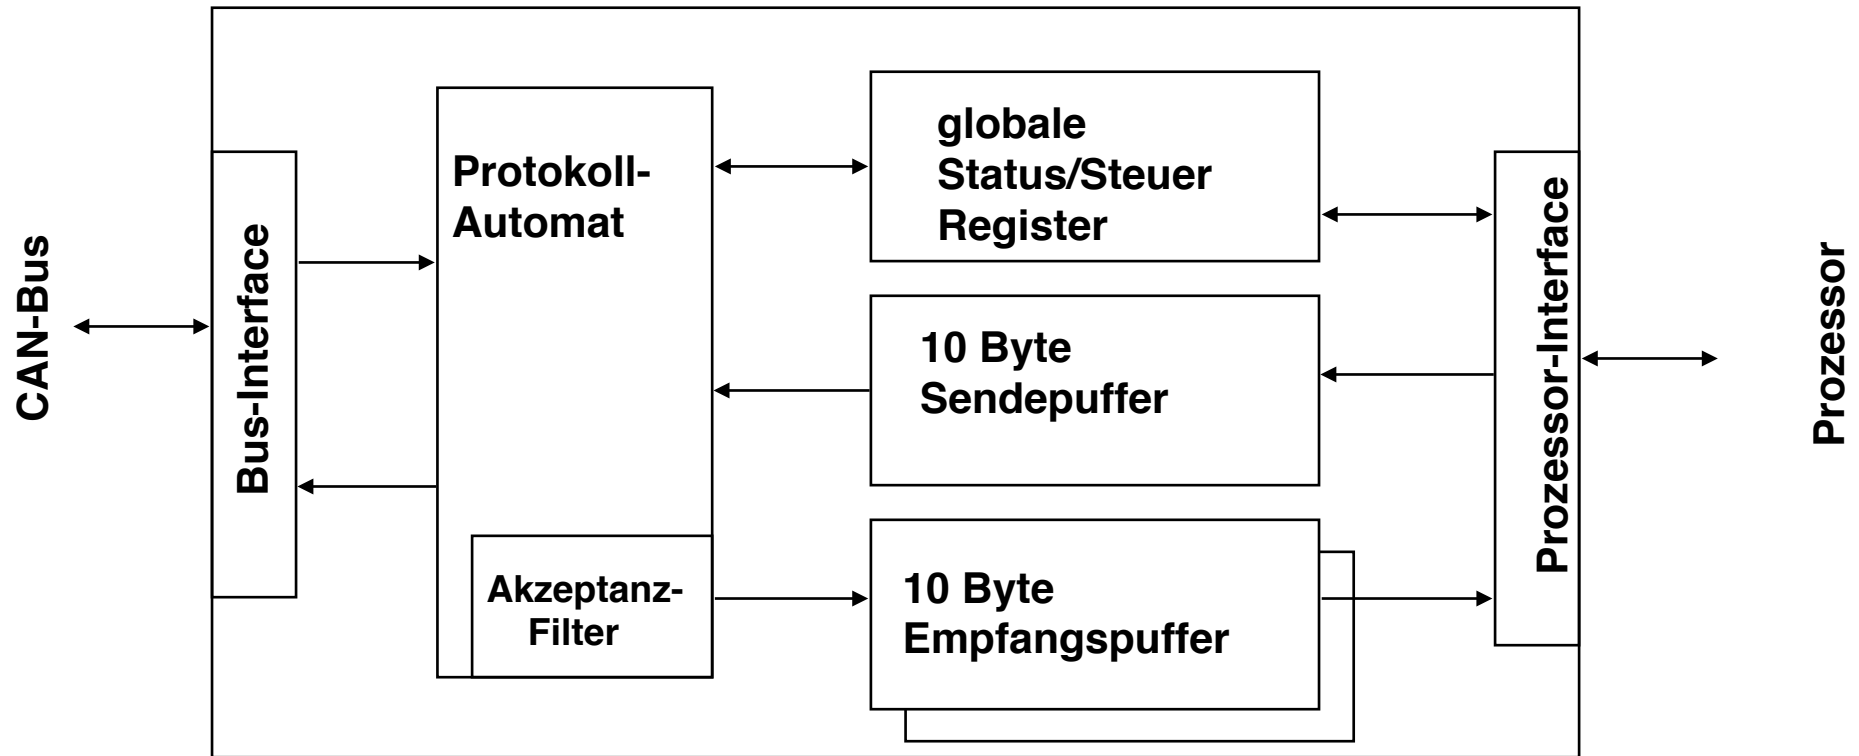 CAN-Bus
Bus-Interface
Protokoll-
Automat
Akzeptanz-
Filter
globale
Status/Steuer
Register
10 Byte
Sendepuffer
10 Byte
Empfangspuffer
Prozessor-Interface
Prozessor